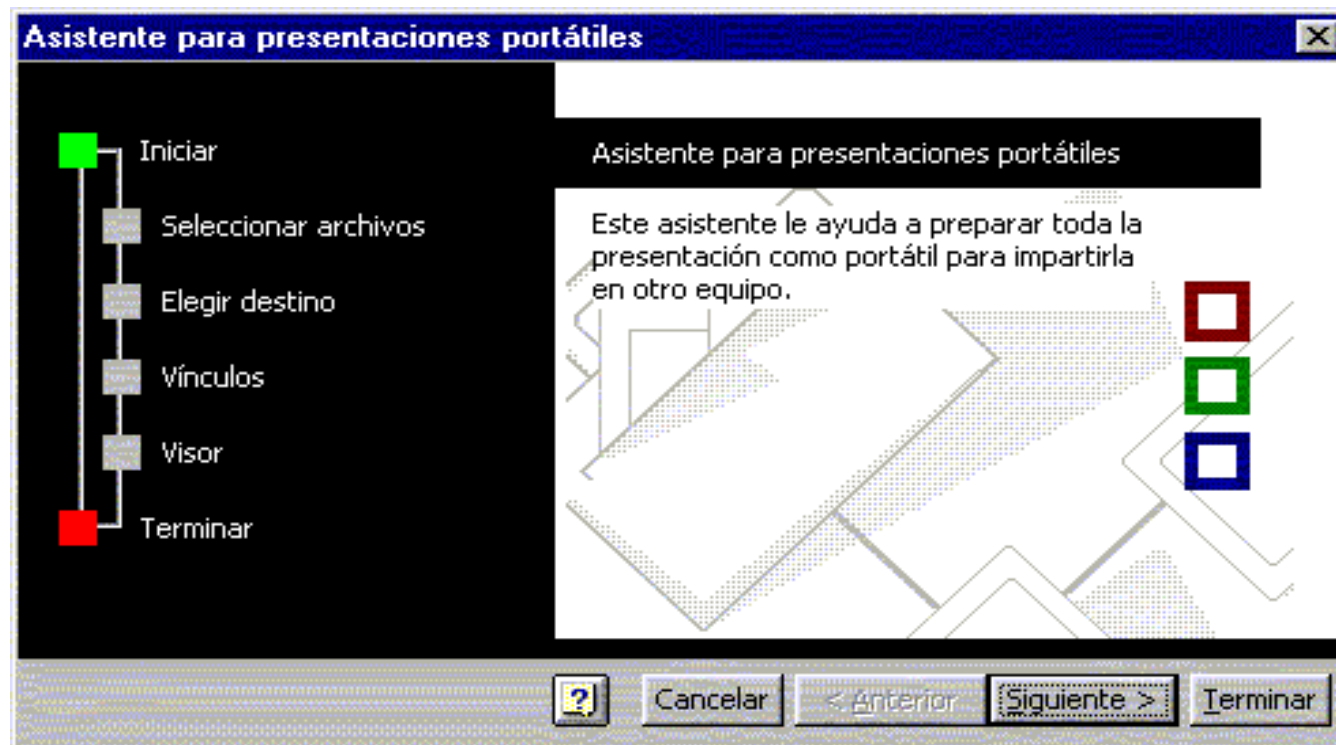 Asistente para presentaciones portátiles
Iniciar
Seleccionar archivos
Elegir destino
Vínculos
Visor
Terminar
Asistente para presentaciones portátiles
Este asistente le ayuda a preparar toda la
presentación como portátil para impartirla
en otro equipo.
? Cancelar < Anterior Siguiente > Terminar